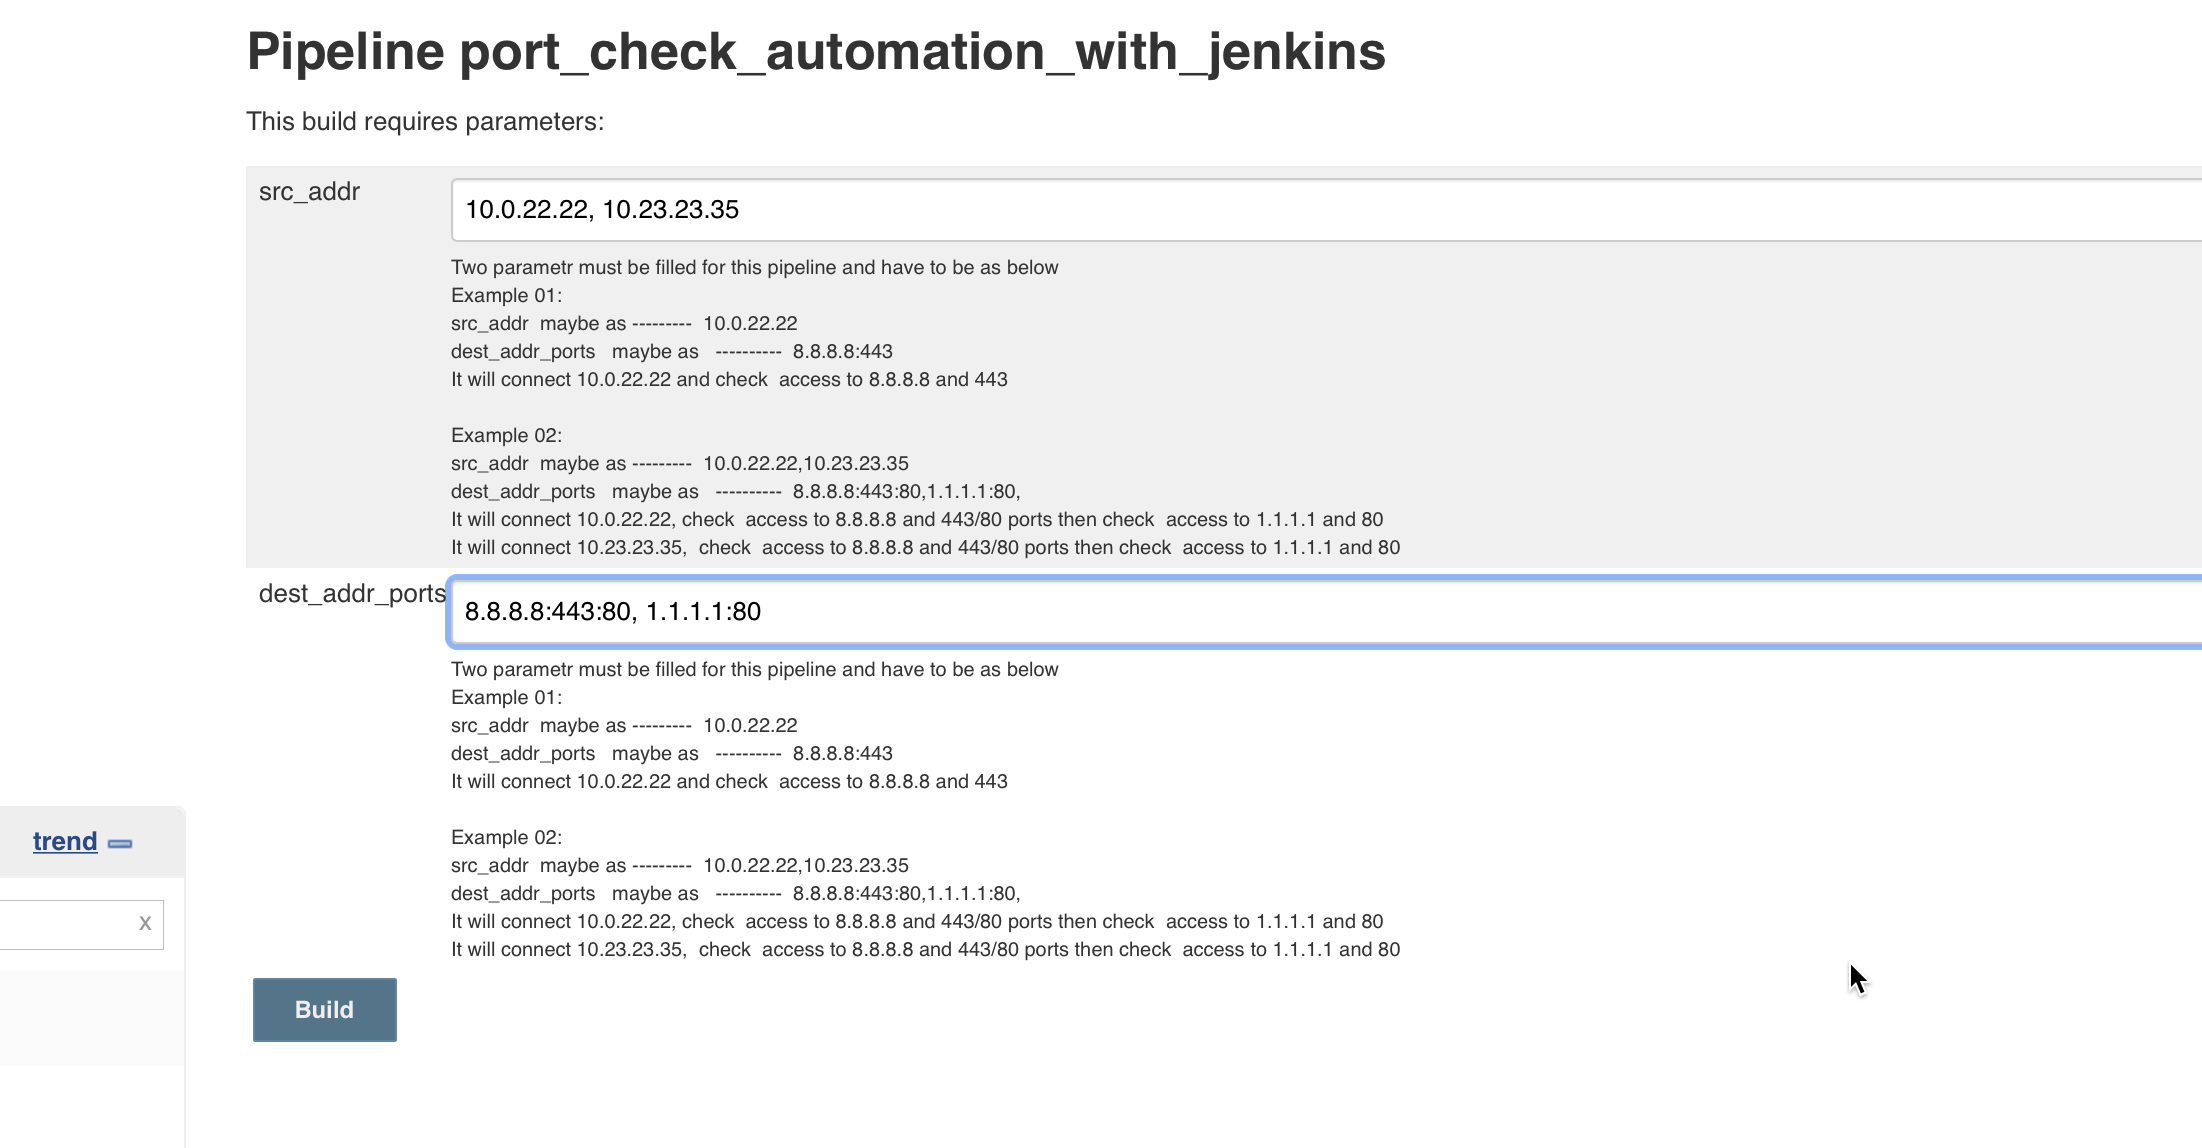 Pipeline port_check_automation_with_jenkins
This build requires parameters:
src_addr
10.0.22.22, 10.23.23.35
Two parametr must be filled for this pipeline and have to be as below
Example 01:
src_addr  maybe as ---------  10.0.22.22
dest_addr_ports   maybe as   ----------  8.8.8.8:443
It will connect 10.0.22.22 and check  access to 8.8.8.8 and 443
Example 02:
src_addr  maybe as ---------  10.0.22.22,10.23.23.35
dest_addr_ports   maybe as   ----------  8.8.8.8:443:80,1.1.1.1:80,
It will connect 10.0.22.22, check  access to 8.8.8.8 and 443/80 ports then check  access to 1.1.1.1 and 80
It will connect 10.23.23.35,  check  access to 8.8.8.8 and 443/80 ports then check  access to 1.1.1.1 and 80
dest_addr_ports
8.8.8.8:443:80, 1.1.1.1:80
Two parametr must be filled for this pipeline and have to be as below
Example 01:
src_addr  maybe as ---------  10.0.22.22
dest_addr_ports   maybe as   ----------  8.8.8.8:443
It will connect 10.0.22.22 and check  access to 8.8.8.8 and 443
Example 02:
src_addr  maybe as ---------  10.0.22.22,10.23.23.35
dest_addr_ports   maybe as   ----------  8.8.8.8:443:80,1.1.1.1:80,
It will connect 10.0.22.22, check  access to 8.8.8.8 and 443/80 ports then check  access to 1.1.1.1 and 80
It will connect 10.23.23.35,  check  access to 8.8.8.8 and 443/80 ports then check  access to 1.1.1.1 and 80
trend
X
Build